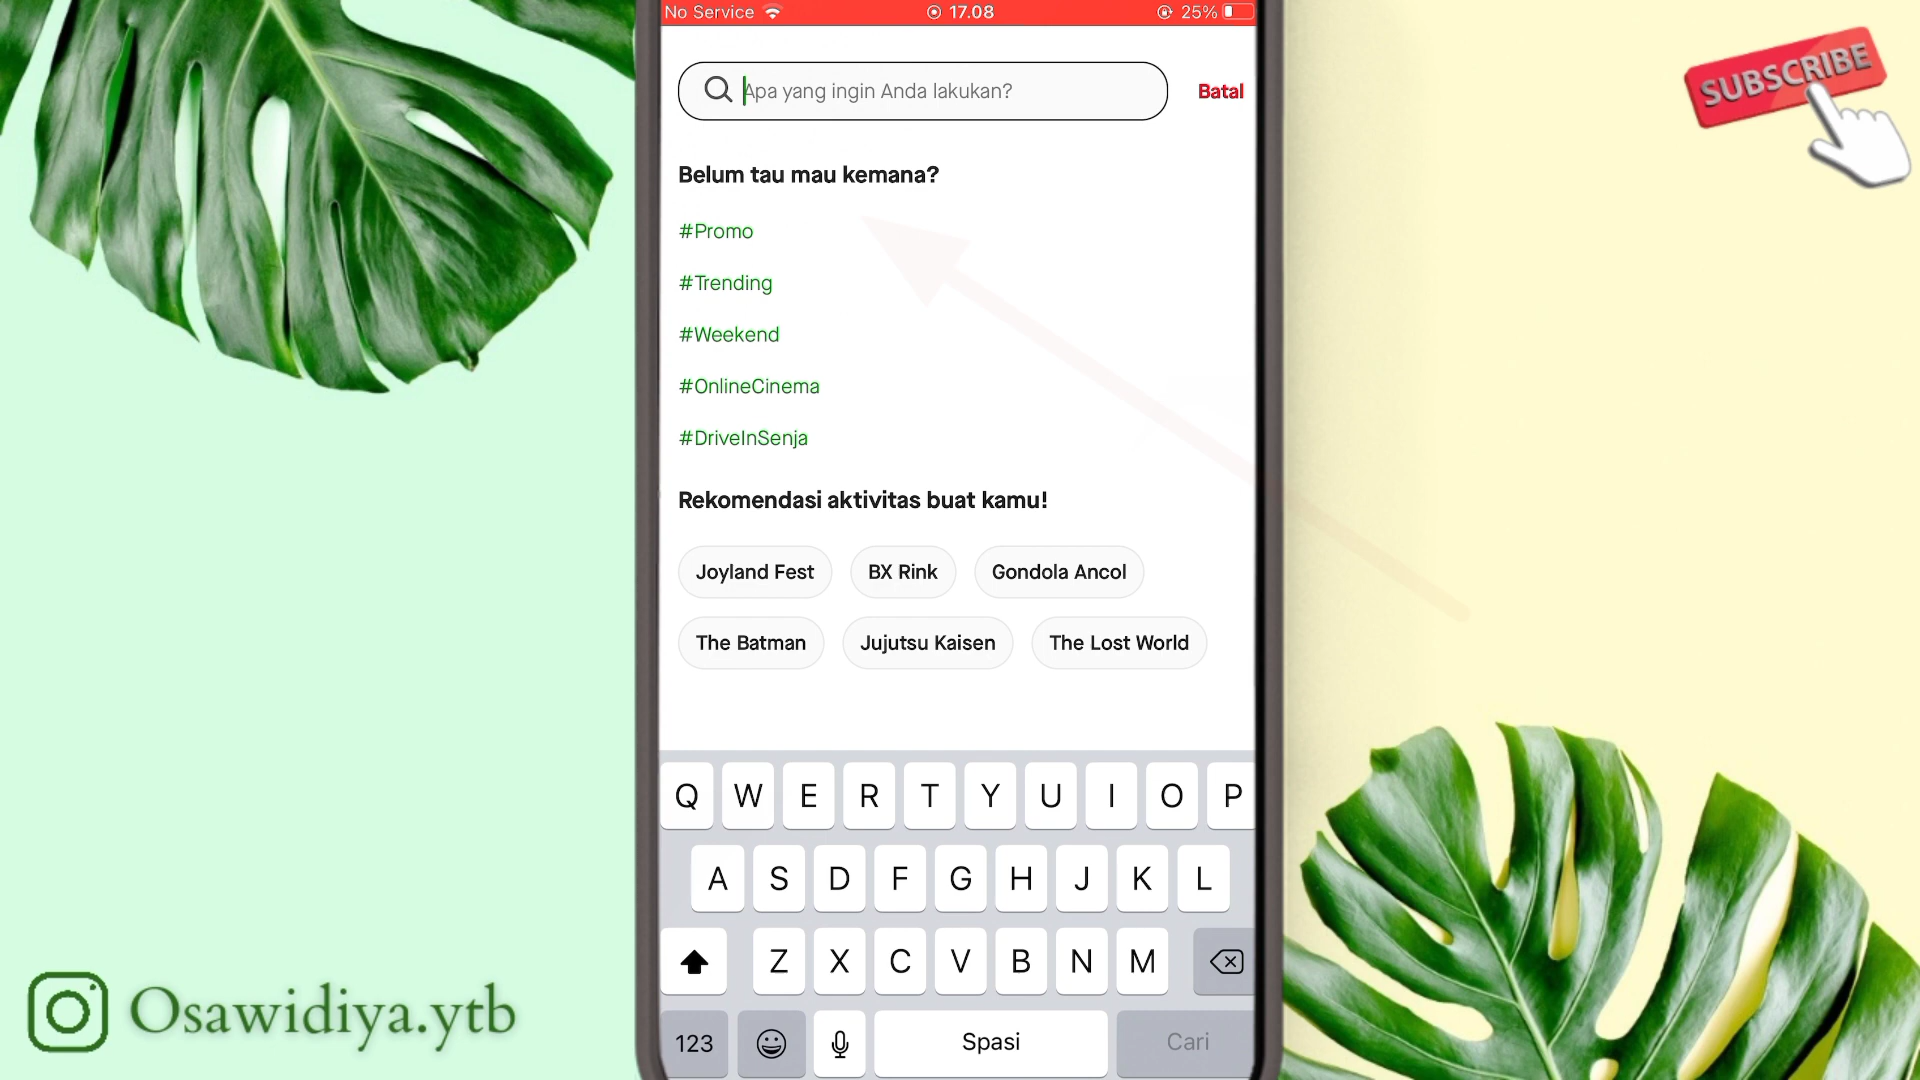 No Service 17.08 25%
Apa yang ingin Anda lakukan? Batal
SUBSCRIBE
Belum tau mau kemana?
#Promo
#Trending
#Weekend
#OnlineCinema
#DriveInSenja
Rekomendasi aktivitas buat kamu!
Joyland Fest BX Rink Gondola Ancol
The Batman Jujutsu Kaisen The Lost World
Q W E R T Y U I O P
A S D F G H J K L
Z X C V B N M
123 Spasi Cari
Osawidiya.ytb